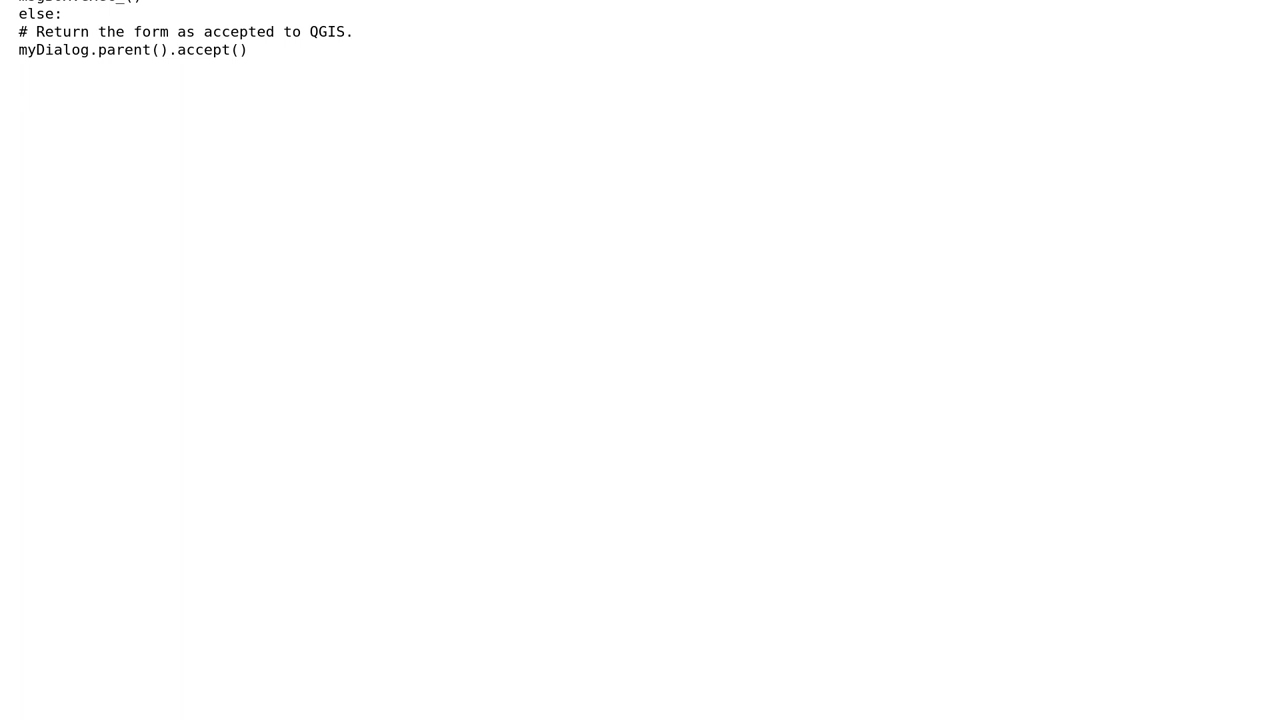 else:
# Return the form as accepted to QGIS.
myDialog.parent().accept()